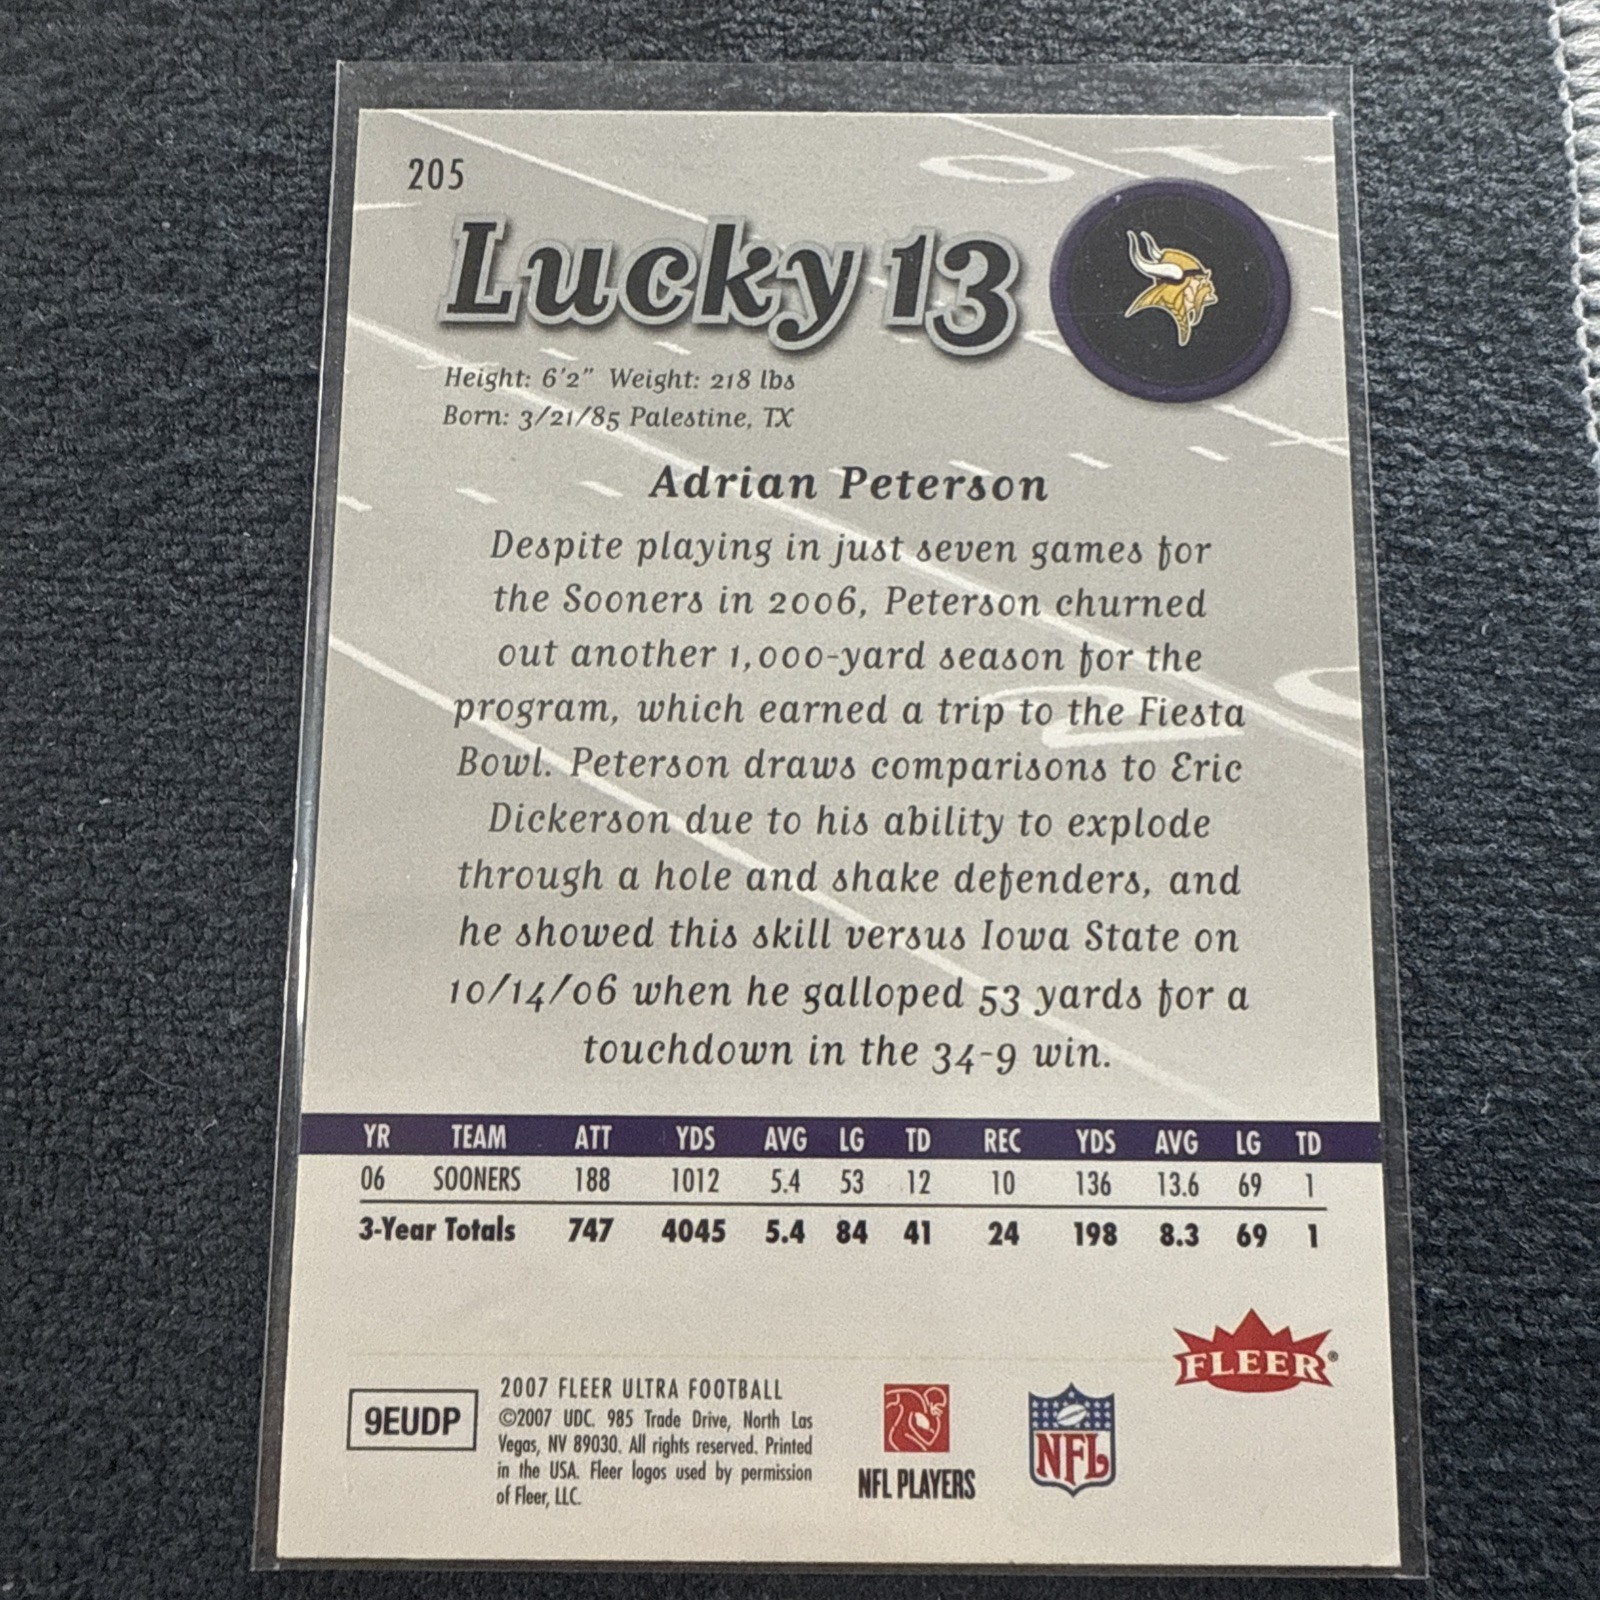 205
Lucky 13
Height: 6'2" Weight: 218 lbs
Born: 3/21/85 Palestine, TX
Adrian Peterson
Despite playing in just seven games for
the Sooners in 2006, Peterson churned
out another 1,000-yard season for the
program, which earned a trip to the Fiesta
Bowl. Peterson draws comparisons to Eric
Dickerson due to his ability to explode
through a hole and shake defenders, and
he showed this skill versus Iowa State on
10/14/06 when he galloped 53 yards for a
touchdown in the 34-9 win.
YR TEAM ATT YDS AVG LG TD REC YDS AVG LG TD
06 SOONERS 188 1012 5.4 53 12 10 136 13.6 69 1
3-Year Totals 747 4045 5.4 84 41 24 198 8.3 69 1
FLEER®
9EUDP
2007 FLEER ULTRA FOOTBALL
©2007 UDC. 985 Trade Drive, North Las
Vegas, NV 89030. All rights reserved. Printed
in the USA. Fleer logos used by permission
of Fleer, LLC.
NFL PLAYERS
NFL
10
20